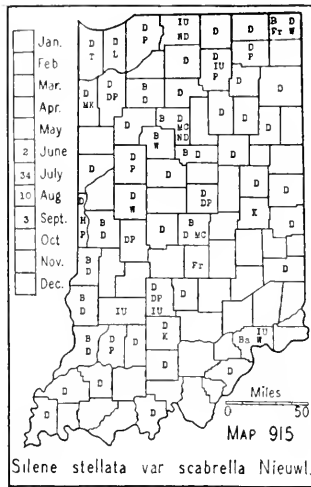 Jan.
Feb
Mar.
Apr.
May
2 June
34 July
10 Aug
3 Sept.
Oct
Nov.
Dec.
D T
D L
D P
IU ND
D
D
B Fr
D W
D MK
D DP
B D
D
D IU P
D
D P
D
D
D
D MC ND
B W
B D
D
D
D
D P
D W
D
D DP
D
K
D
D
H P
B D
DP
D
B D MC
Fr
D
B D
B D
IU
D DP IU
D
D K
IU W
Ba
B D
D P
D
D
D
D
D
D
D
Miles
0 50
MAP 915
Silene stellata var scabrella Nieuwl.